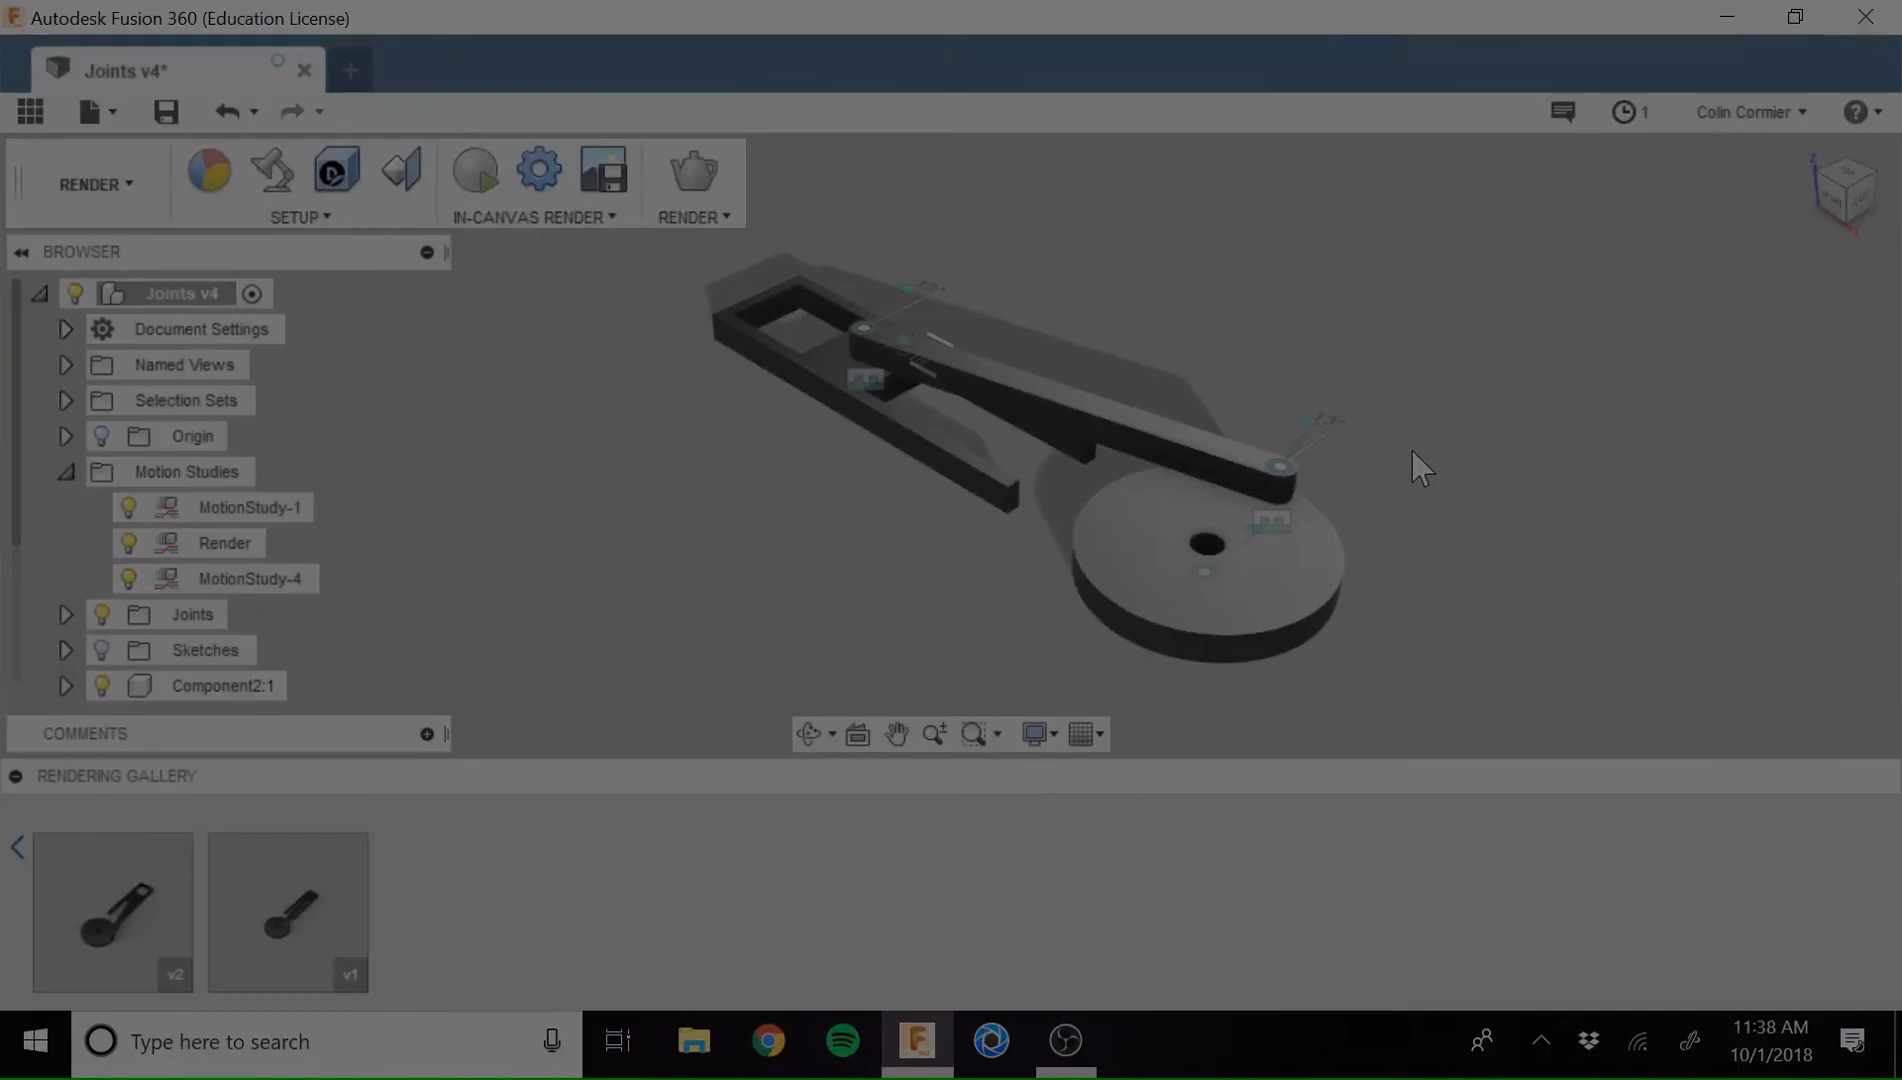 Autodesk Fusion 360 (Education License)
Joints v4*
1
Colin Cormier
RENDER
SETUP
IN-CANVAS RENDER
RENDER
BROWSER
Joints v4
Document Settings
Named Views
Selection Sets
Origin
Motion Studies
MotionStudy-1
Render
MotionStudy-4
Joints
Sketches
Component2:1
COMMENTS
RENDERING GALLERY
v2
v1
Type here to search
11:38 AM
10/1/2018